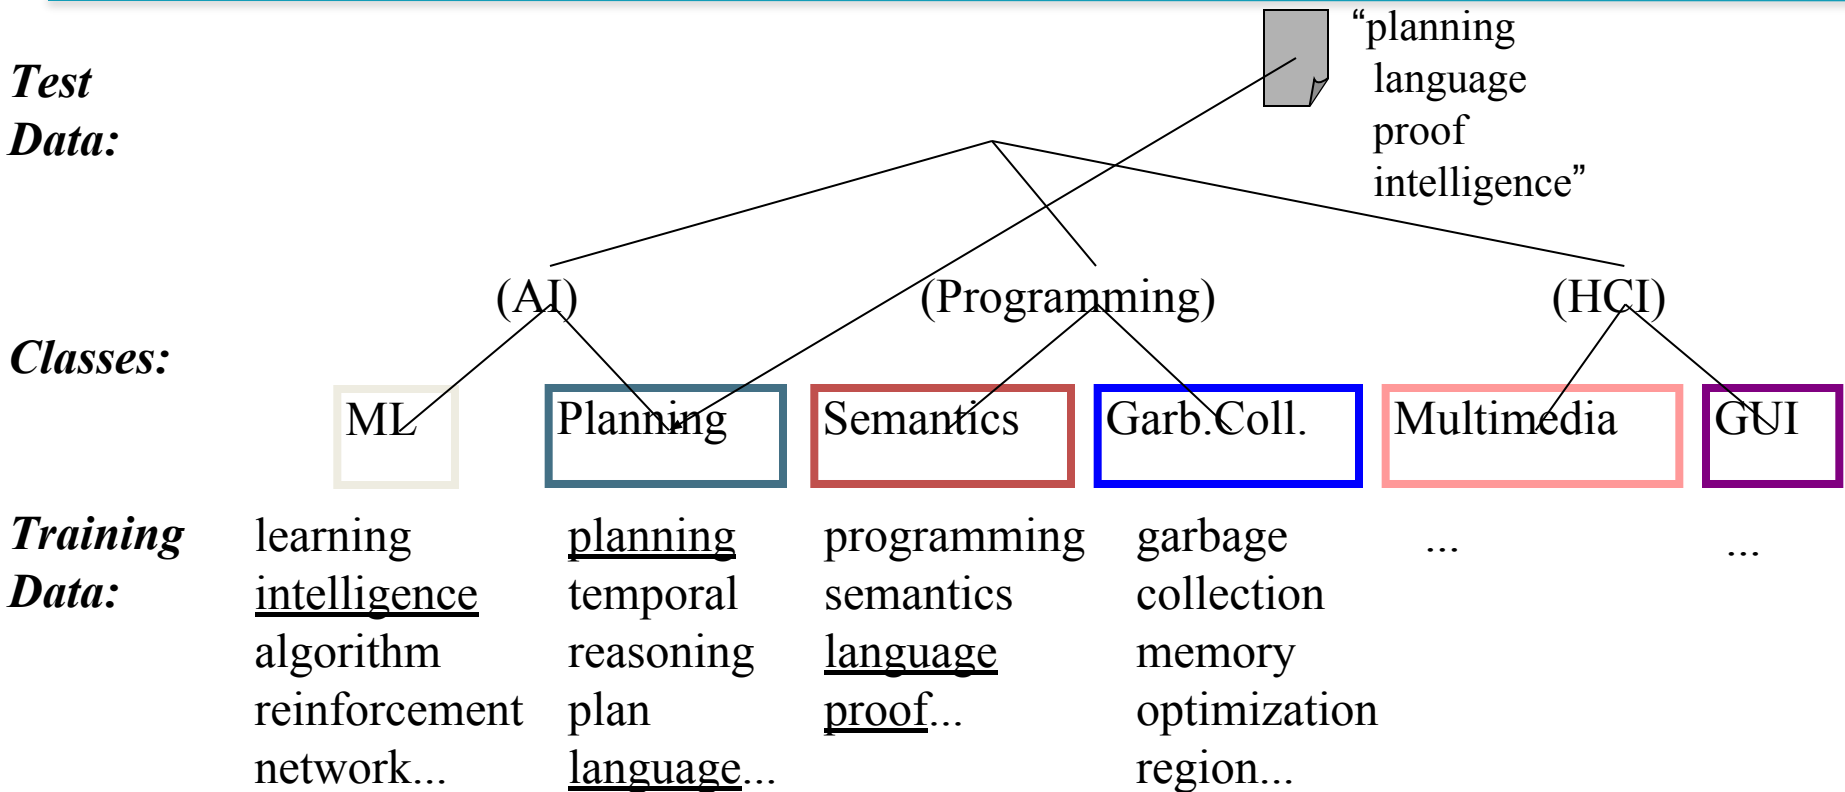 “planning
language
proof
intelligence”
Test
Data:
(AI) (Programming) (HCI)
Classes:
ML Planning Semantics Garb.Coll. Multimedia GUI
Training
Data:
learning
intelligence
algorithm
reinforcement
network...
planning
temporal
reasoning
plan
language...
programming
semantics
language
proof...
garbage
collection
memory
optimization
region...
...
...